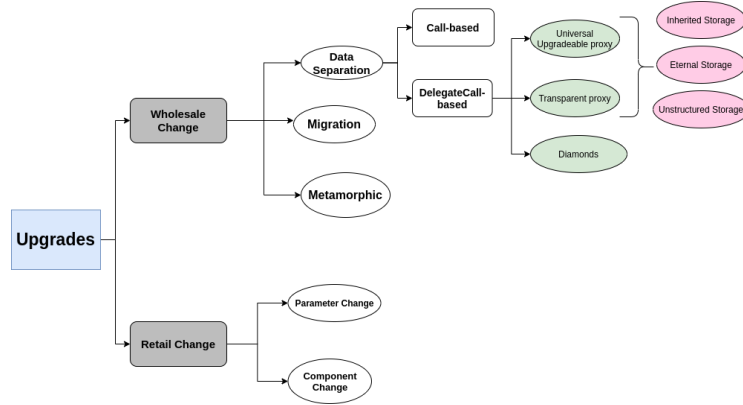 Upgrades
Wholesale
Change
Retail Change
Data
Separation
Migration
Metamorphic
Parameter Change
Component
Change
Call-based
DelegateCall-
based
Universal
Upgradeable proxy
Transparent proxy
Diamonds
Inherited Storage
Eternal Storage
Unstructured Storage